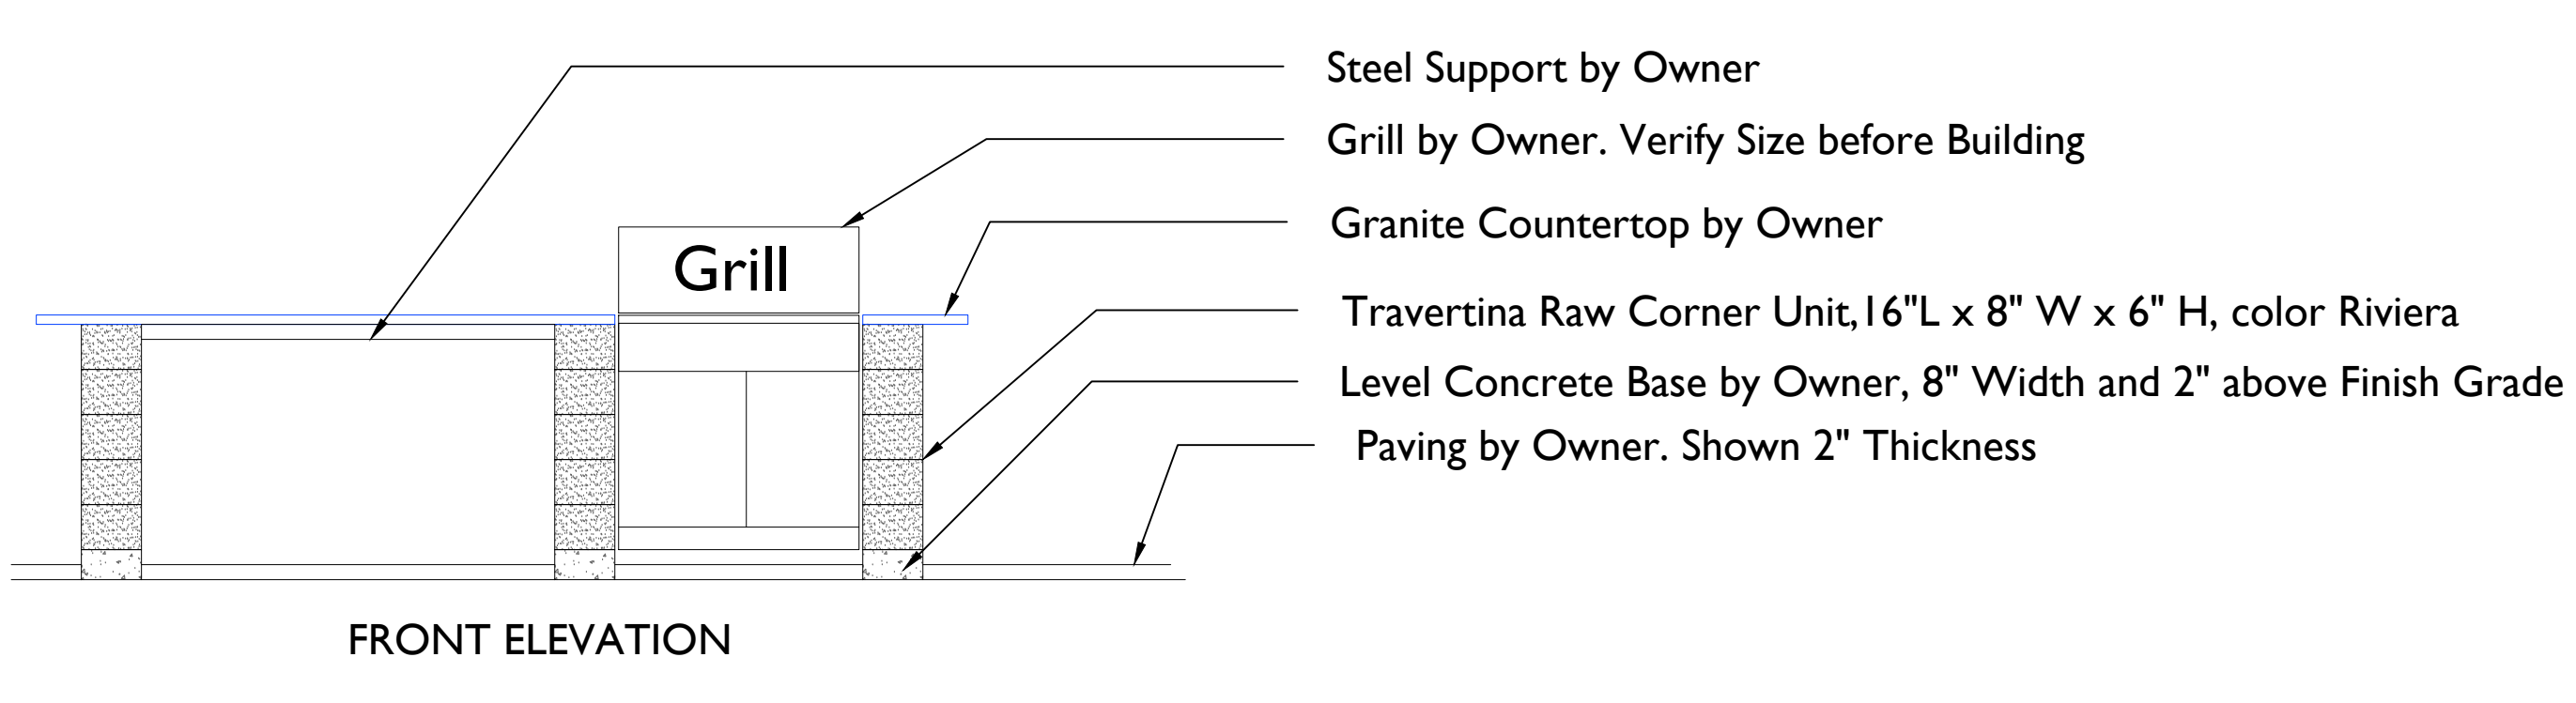 Steel Support by Owner
Grill by Owner. Verify Size before Building
Granite Countertop by Owner
Grill
Travertina Raw Corner Unit,16"L x 8" W x 6" H, color Riviera
Level Concrete Base by Owner, 8" Width and 2" above Finish Grade
Paving by Owner. Shown 2" Thickness
FRONT ELEVATION